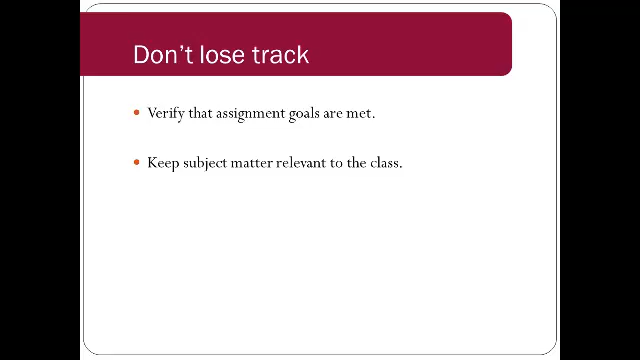 Don't lose track
• Verify that assignment goals are met.
• Keep subject matter relevant to the class.